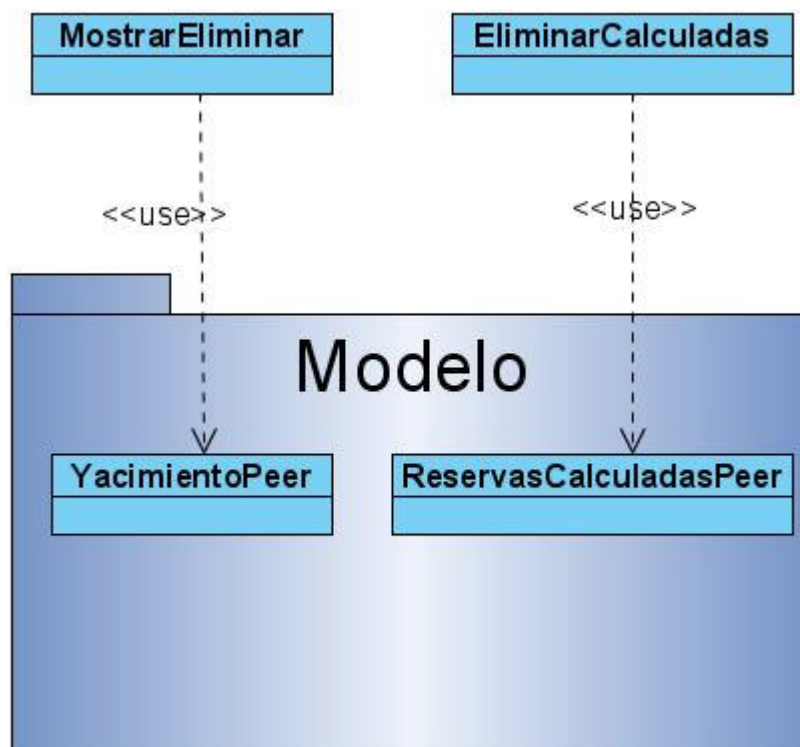 MostrarEliminar
EliminarCalculadas
<<use>>
<<use>>
Modelo
YacimientoPeer
ReservasCalculadasPeer